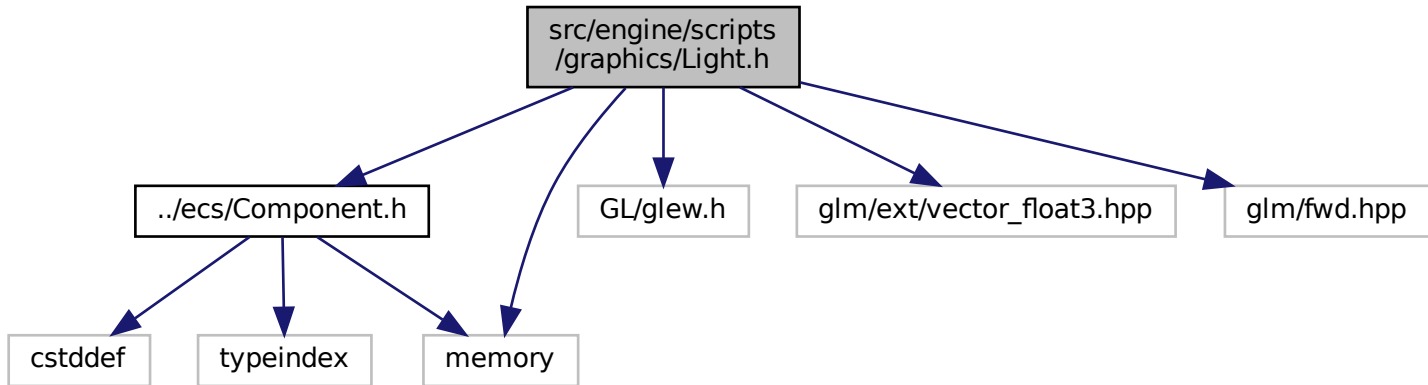 src/engine/scripts
/graphics/Light.h
../ecs/Component.h
GL/glew.h
glm/ext/vector_float3.hpp
glm/fwd.hpp
cstddef
typeindex
memory